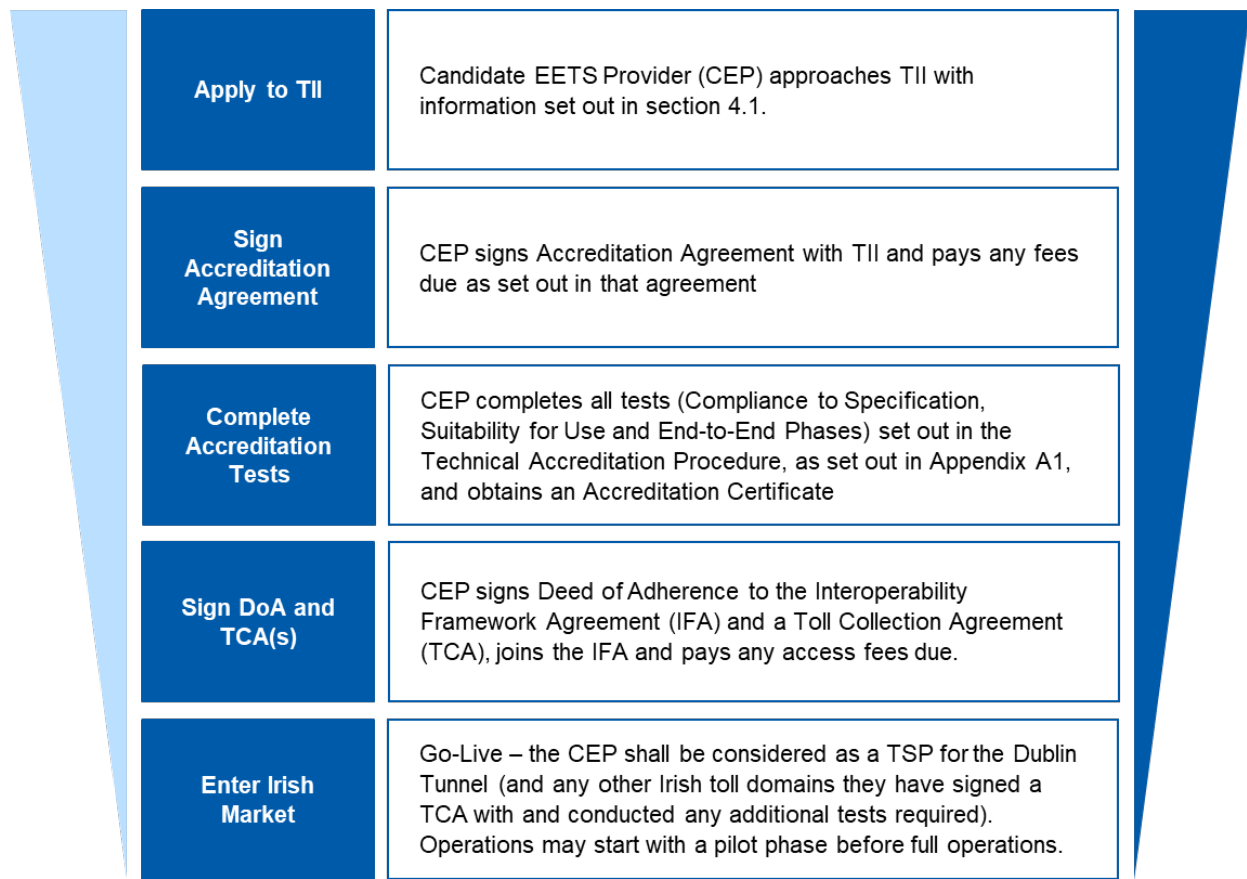 Apply to TII
Candidate EETS Provider (CEP) approaches TII with
information set out in section 4.1.
Sign
Accreditation
Agreement
CEP signs Accreditation Agreement with TII and pays any fees
due as set out in that agreement
Complete
Accreditation
Tests
CEP completes all tests (Compliance to Specification,
Suitability for Use and End-to-End Phases) set out in the
Technical Accreditation Procedure, as set out in Appendix A1,
and obtains an Accreditation Certificate
Sign DoA and
TCA(s)
CEP signs Deed of Adherence to the Interoperability
Framework Agreement (IFA) and a Toll Collection Agreement
(TCA), joins the IFA and pays any access fees due.
Enter Irish
Market
Go-Live – the CEP shall be considered as a TSP for the Dublin
Tunnel (and any other Irish toll domains they have signed a
TCA with and conducted any additional tests required).
Operations may start with a pilot phase before full operations.